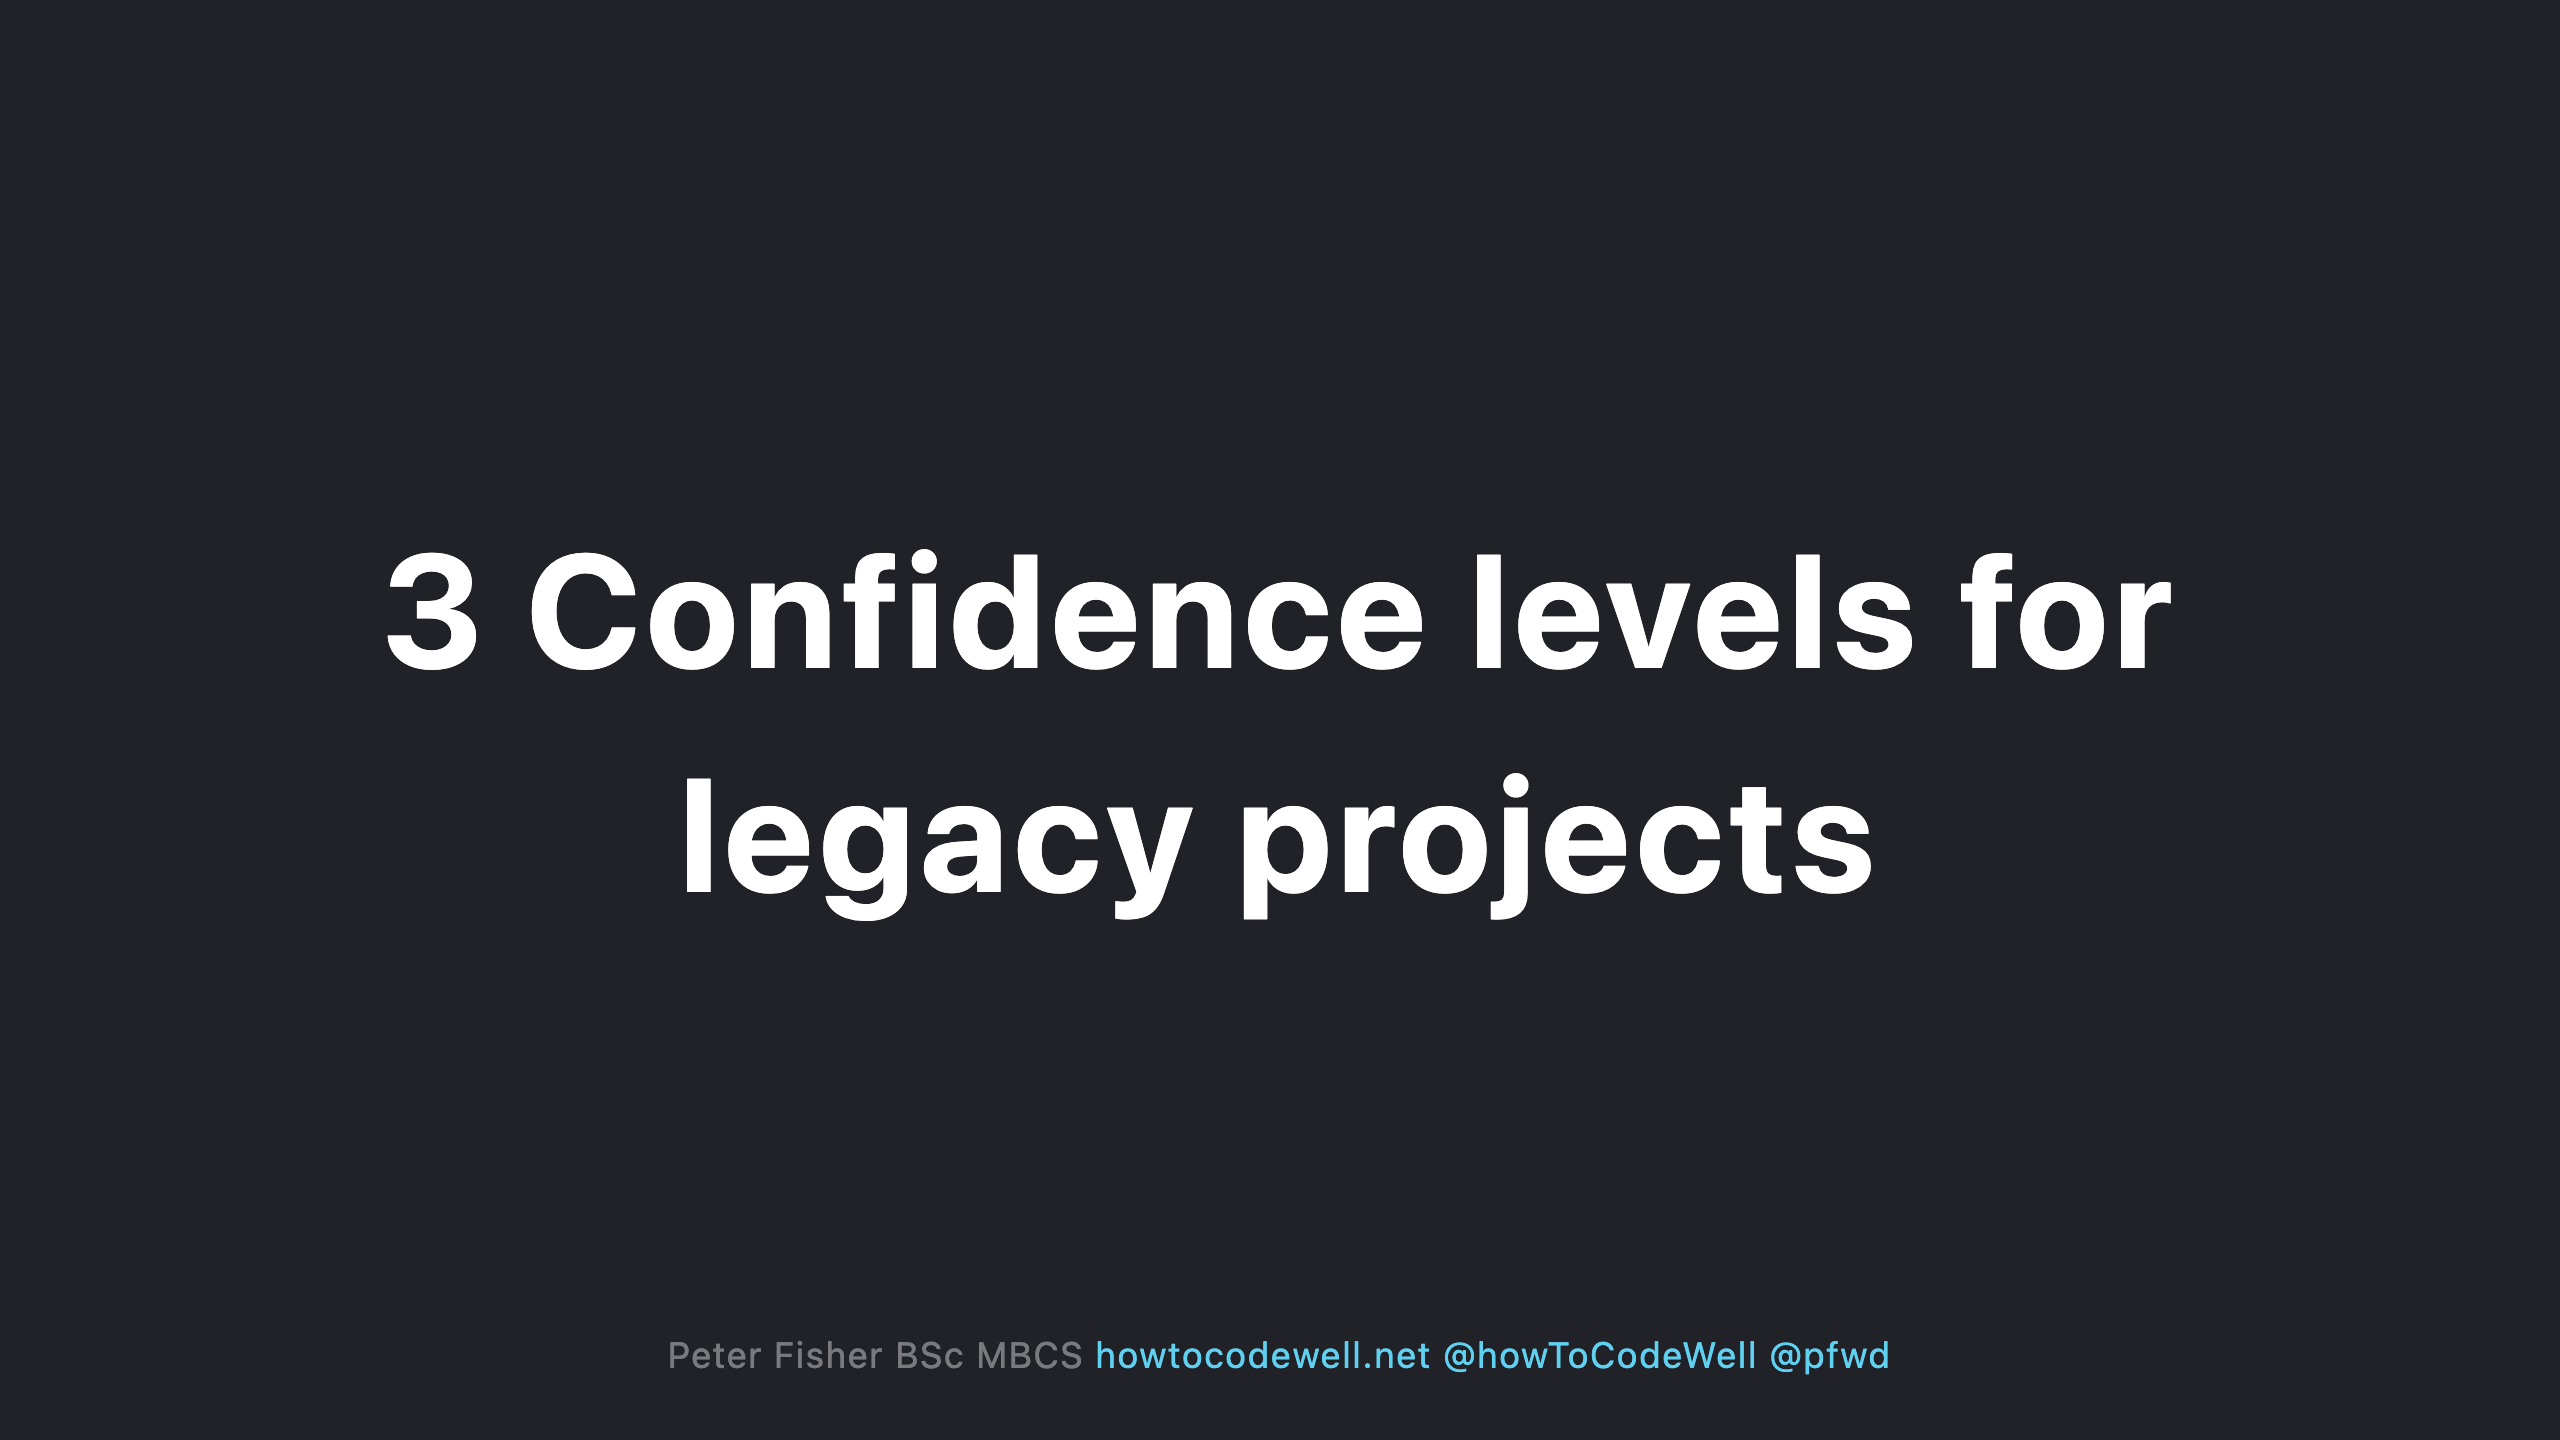 3 Confidence levels for
legacy projects
Peter Fisher BSc MBCS howtocodewell.net @howToCodeWell @pfwd